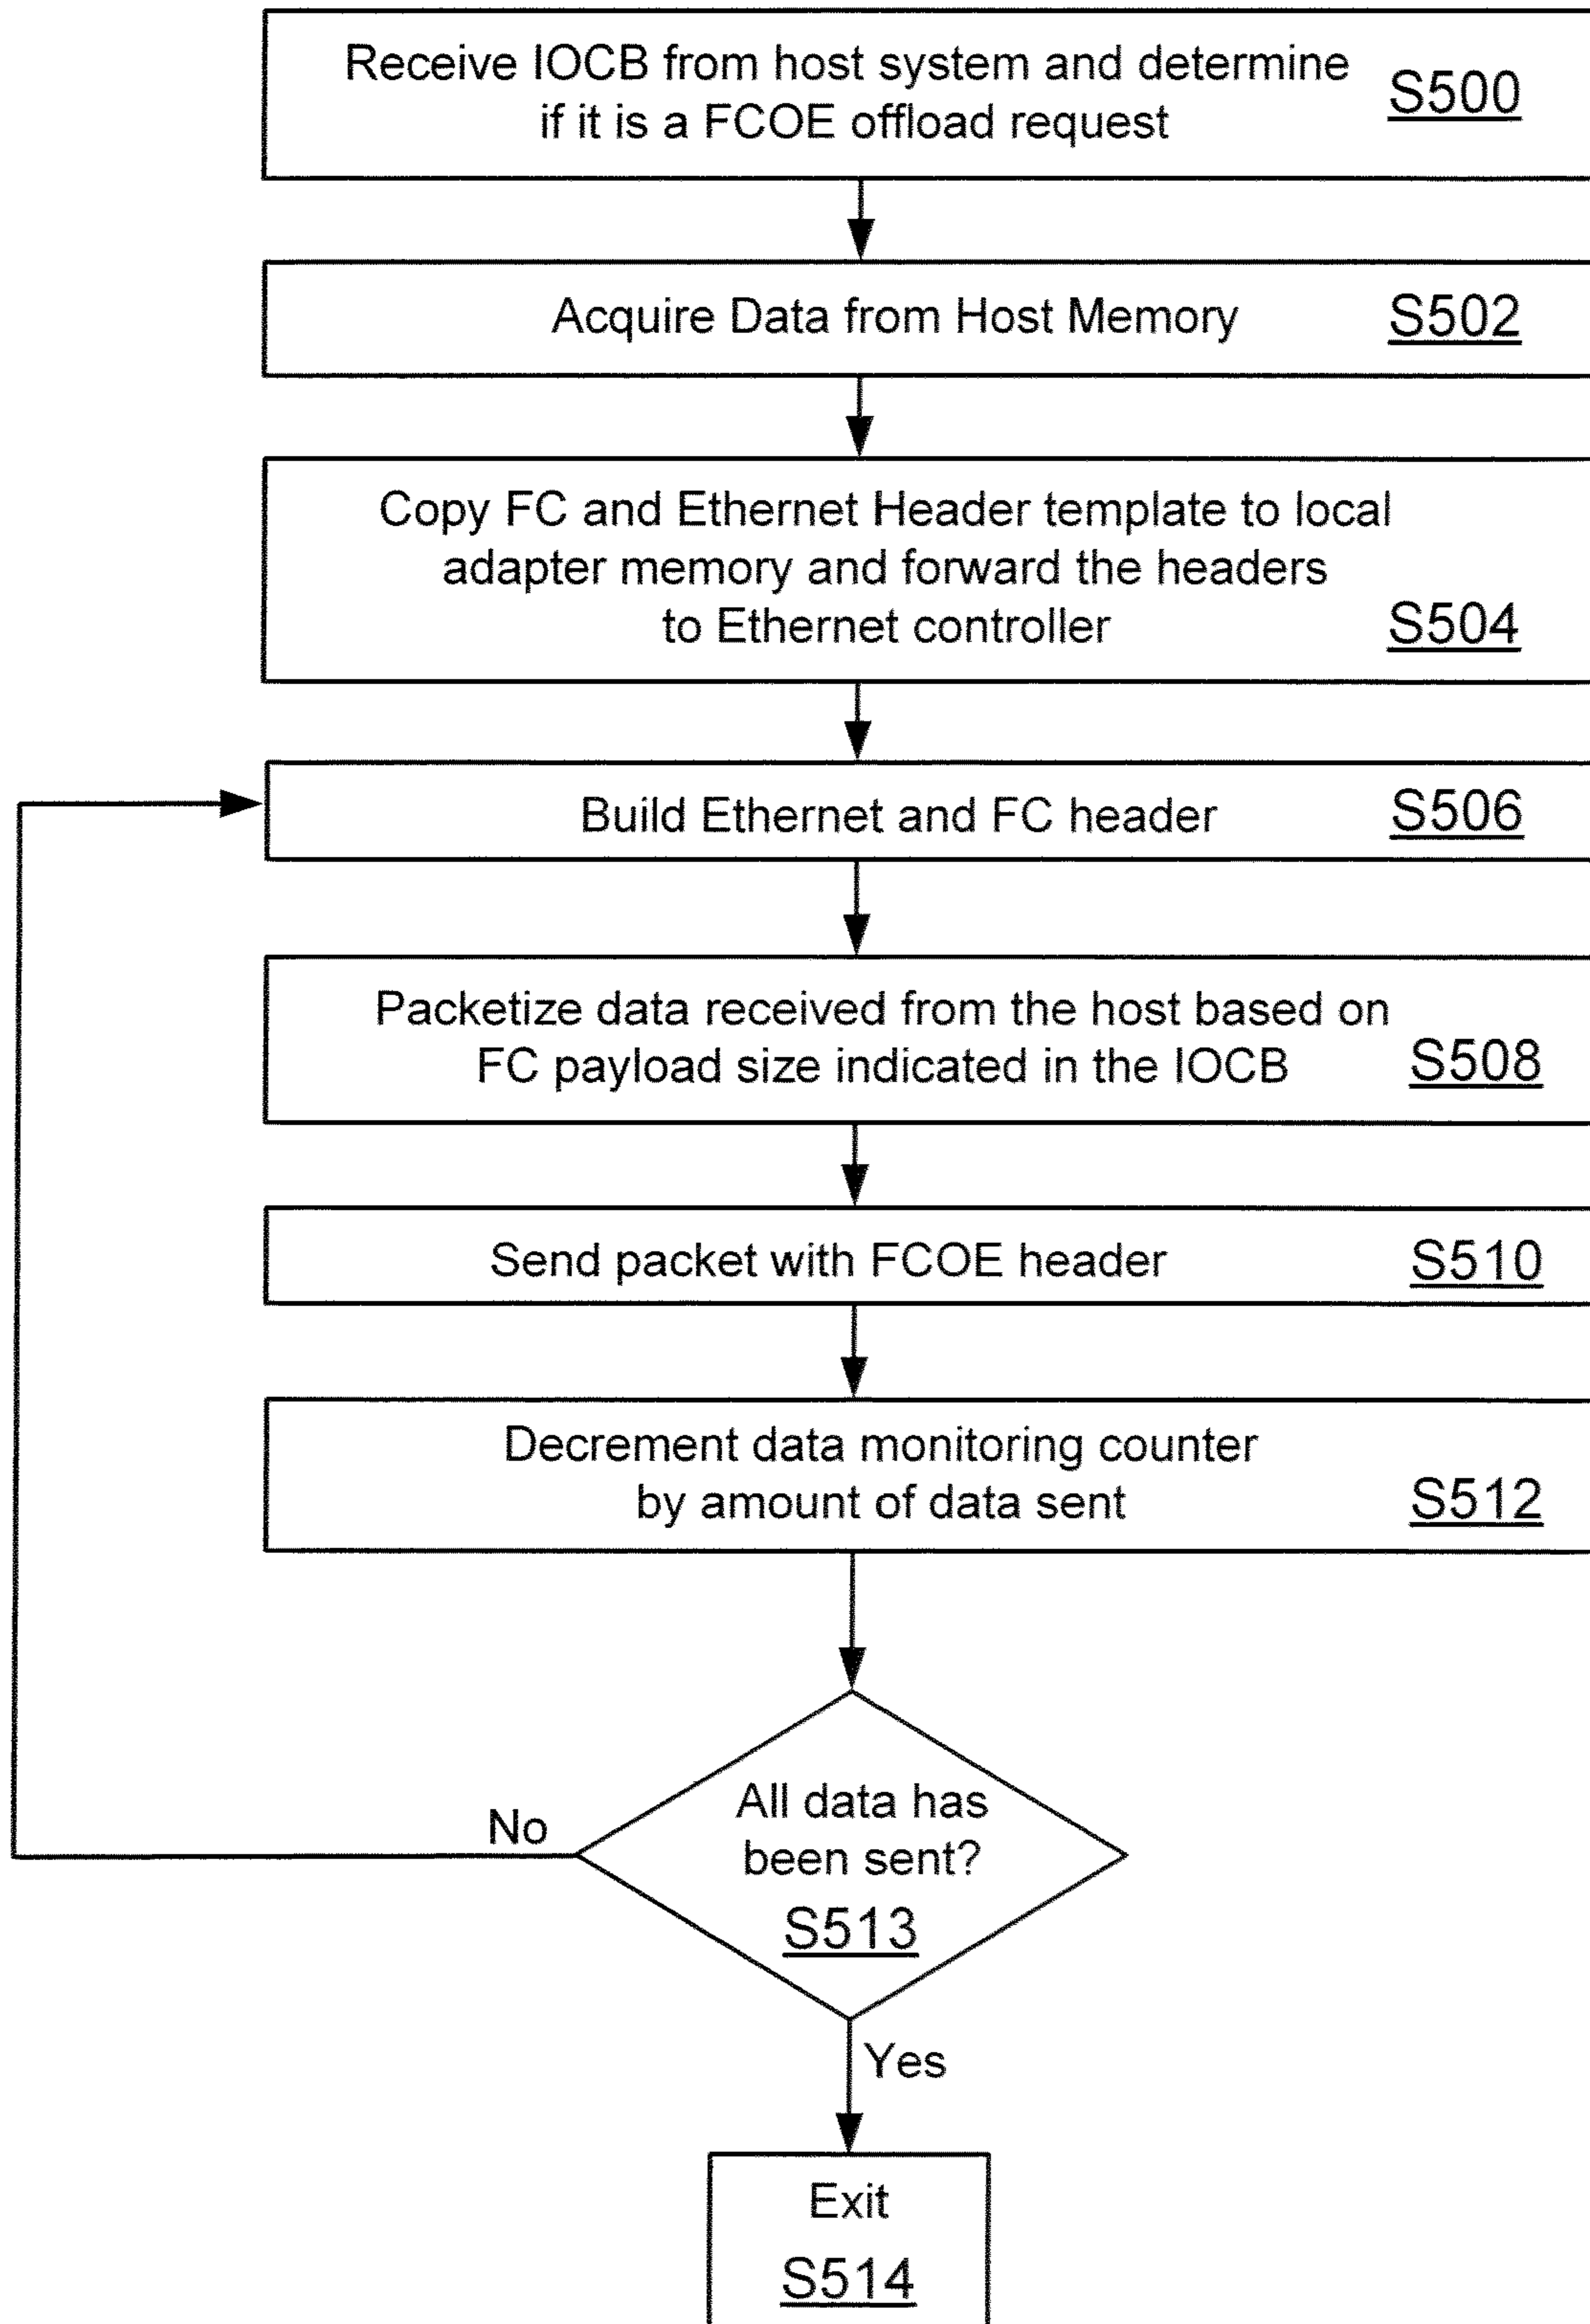 Receive IOCB from host system and determine
if it is a FCOE offload request
S500
Acquire Data from Host Memory
S502
Copy FC and Ethernet Header template to local
adapter memory and forward the headers
to Ethernet controller
S504
Build Ethernet and FC header
S506
Packetize data received from the host based on
FC payload size indicated in the IOCB
S508
Send packet with FCOE header
S510
Decrement data monitoring counter
by amount of data sent
S512
All data has
been sent?
S513
No
Yes
Exit
S514